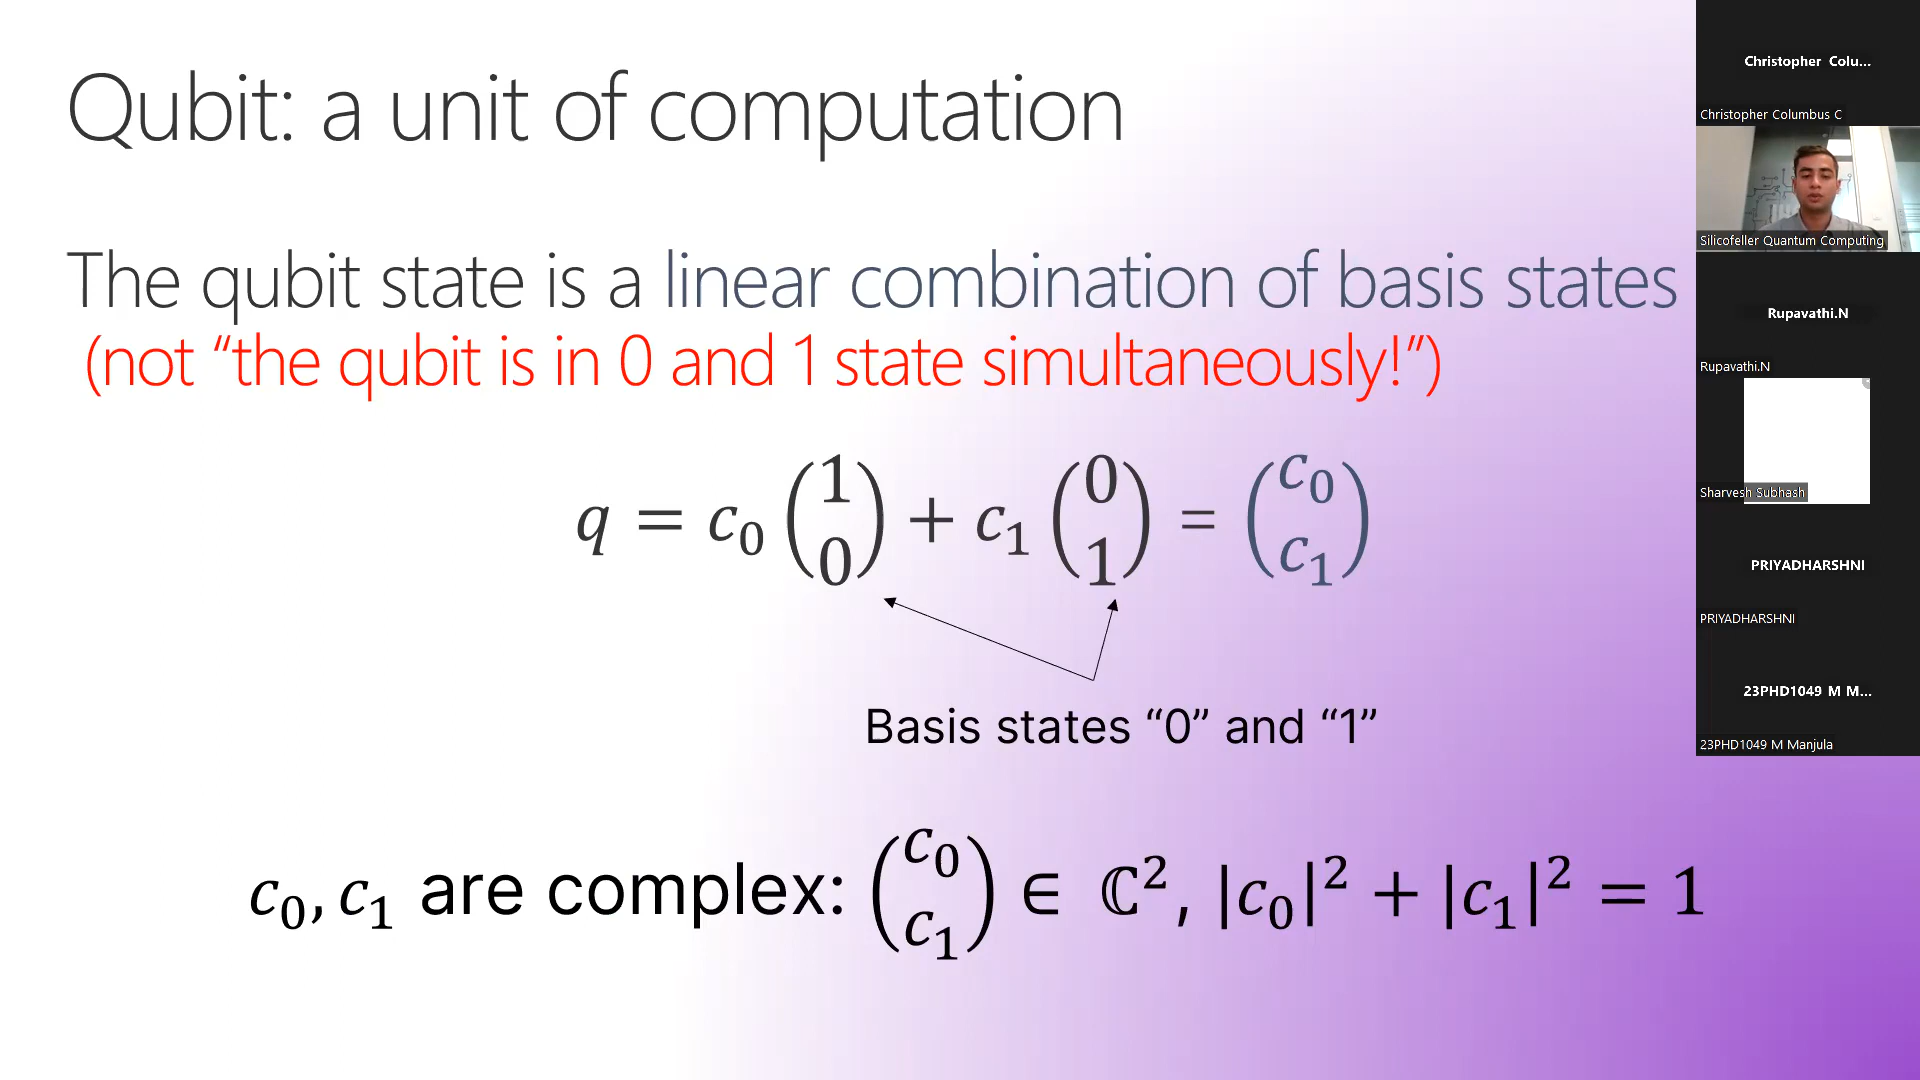 Qubit: a unit of computation
The qubit state is a linear combination of basis states
(not “the qubit is in 0 and 1 state simultaneously!”)
q = c₀ (1 0) + c₁ (0 1) = (c₀ c₁)
Basis states “0” and “1”
c₀, c₁ are complex: (c₀ c₁) ∈ ℂ², |c₀|² + |c₁|² = 1
Christopher Colu...
Christopher Columbus C
Silicofeller Quantum Computing
Rupavathi.N
Rupavathi.N
Sharvesh Subhash
PRIYADHARSHNI
PRIYADHARSHNI
23PHD1049 M M...
23PHD1049 M Manjula